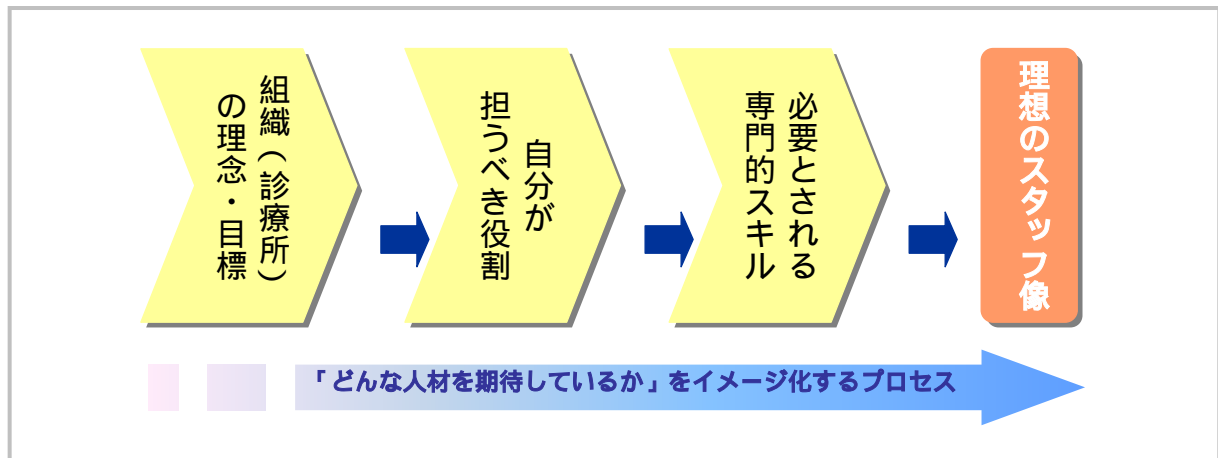 組織（診療所）
の理念・目標
自分が
担うべき役割
必要とされる
専門的スキル
理想のスタッフ像
「どんな人材を期待しているか」をイメージ化するプロセス